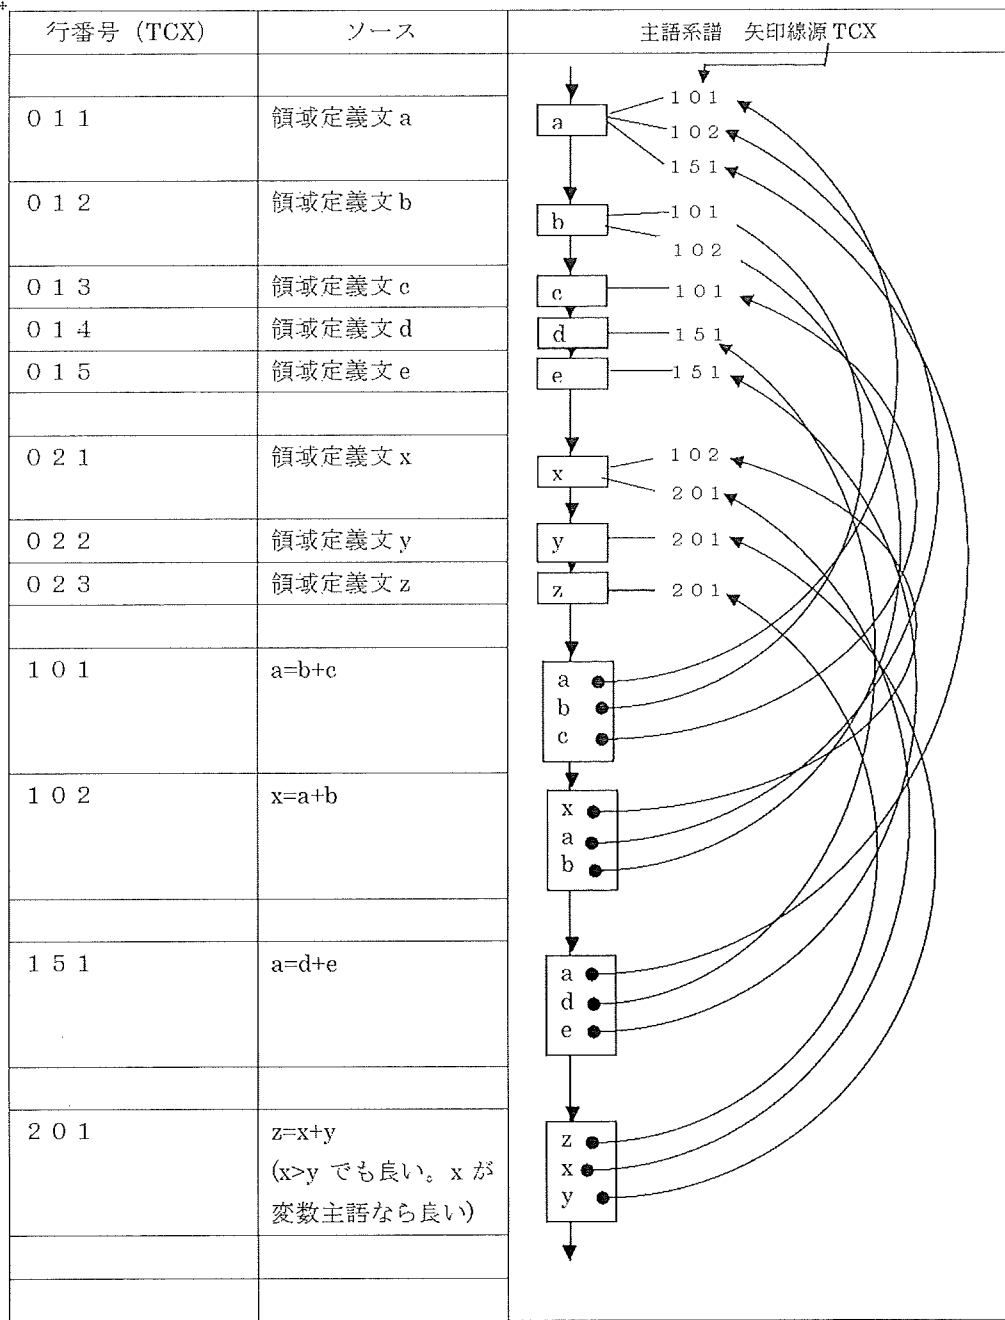 行番号（TCX） ソース 主語系譜 矢印線源 TCX
０１１ 領域定義文 a
a
１０１
１０２
１５１
０１２ 領域定義文 b
b
１０１
１０２
０１３ 領域定義文 c
c １０１
０１４ 領域定義文 d
d １５１
０１５ 領域定義文 e
e １５１
０２１ 領域定義文 x
x
１０２
２０１
０２２ 領域定義文 y
y ２０１
０２３ 領域定義文 z
z ２０１
１０１ a=b+c
a
b
c
１０２ x=a+b
x
a
b
１５１ a=d+e
a
d
e
２０１ z=x+y
(x>y でも良い。x が
変数主語なら良い)
z
x
y